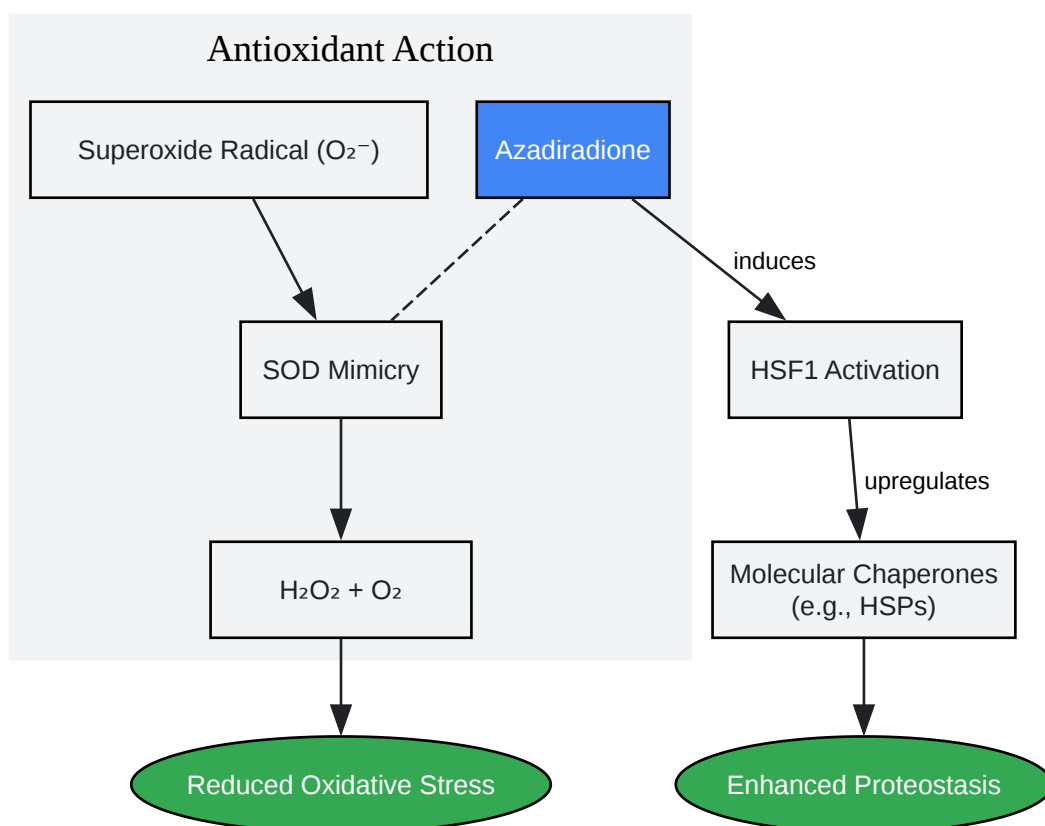 Antioxidant Action
Superoxide Radical (O₂⁻)
Azadiradione
induces
SOD Mimicry
HSF1 Activation
upregulates
H₂O₂ + O₂
Molecular Chaperones
(e.g., HSPs)
Reduced Oxidative Stress
Enhanced Proteostasis